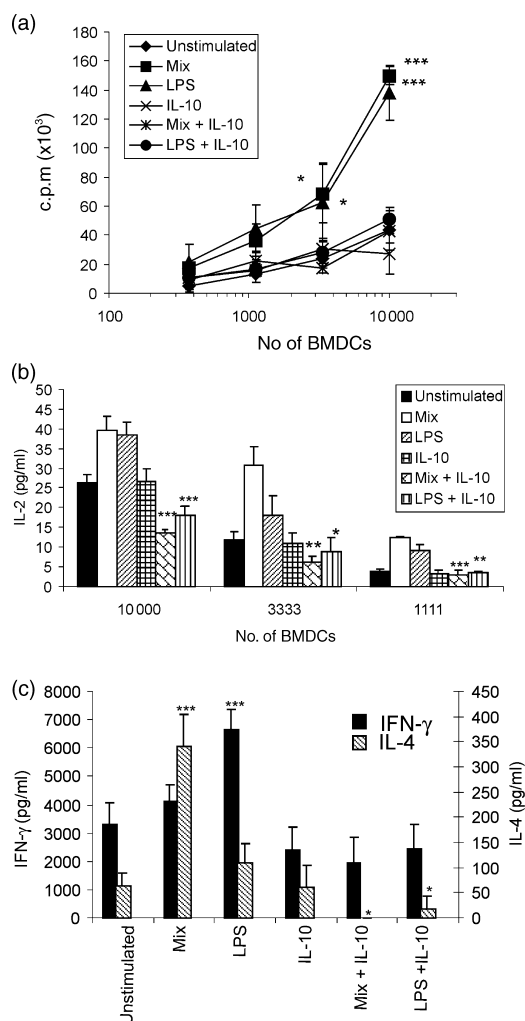 (a)
Unstimulated
Mix
LPS
IL-10
Mix + IL-10
LPS + IL-10
c.p.m (x10³)
180
160
140
120
100
80
60
40
20
0
***
***
*
*
100
1000
10 000
No of BMDCs
(b)
IL-2 (pg/ml)
50
45
40
35
30
25
20
15
10
5
0
Unstimulated
Mix
LPS
IL-10
Mix + IL-10
LPS + IL-10
***
***
**
*
***
**
10 000
3333
1111
No. of BMDCs
(c)
IFN-γ (pg/ml)
8000
7000
6000
5000
4000
3000
2000
1000
0
***
***
*
*
IFN-γ
IL-4
450
400
350
300
250
200
150
100
50
0
IL-4 (pg/ml)
Unstimulated
Mix
LPS
IL-10
Mix + IL-10
LPS +IL-10